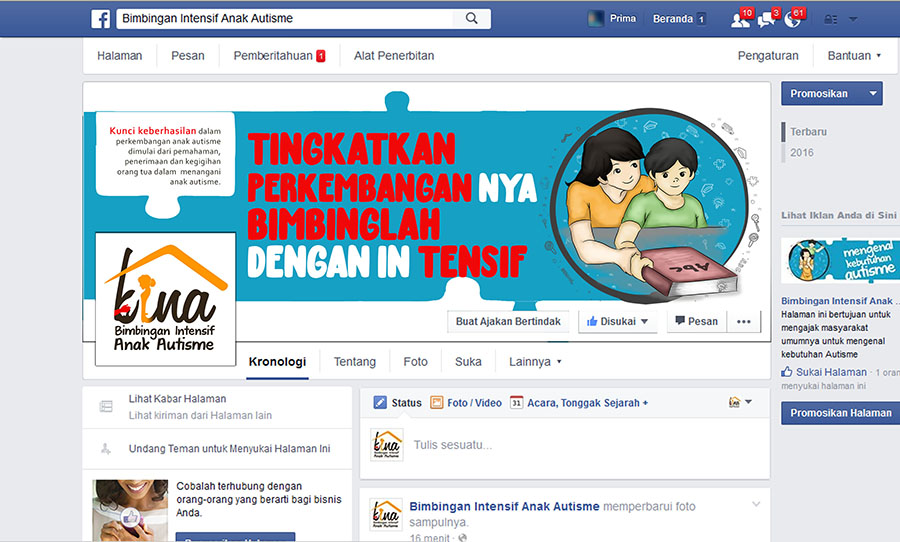 Bimbingan Intensif Anak Autisme
Prima
Beranda 1
10
3
61
Halaman
Pesan
Pemberitahuan 1
Alat Penerbitan
Pengaturan
Bantuan
Kunci keberhasilan dalam
perkembangan anak autisme
dimulai dari pemahaman,
penerimaan dan kegigihan
orang tua dalam menangani
anak autisme.
TINGKATKAN
PERKEMBANGAN NYA
BIMBINGLAH
DENGAN IN TENSIF
Abc
bina
Bimbingan Intensif
Anak Autisme
Buat Ajakan Bertindak
Disukai
Pesan
Kronologi
Tentang
Foto
Suka
Lainnya
Promosikan
Terbaru
2016
Lihat Iklan Anda di Sini
mengenal
kebutuhan
autisme
Bimbingan Intensif Anak ..
Halaman ini bertujuan untuk
mengajak masyarakat
umumnya untuk mengenal
kebutuhan Autisme
Sukai Halaman · 1 oran
menyukai halaman ini
Promosikan Halaman
Lihat Kabar Halaman
Lihat kiriman dari Halaman lain
Undang Teman untuk Menyukai Halaman Ini
Cobalah terhubung dengan
orang-orang yang berarti bagi bisnis
Anda.
Promosikan Halaman
Status
Foto / Video
31
Acara, Tonggak Sejarah +
bina
Tulis sesuatu...
bina
Bimbingan Intensif Anak Autisme memperbarui foto
sampulnya.
16 menit ·